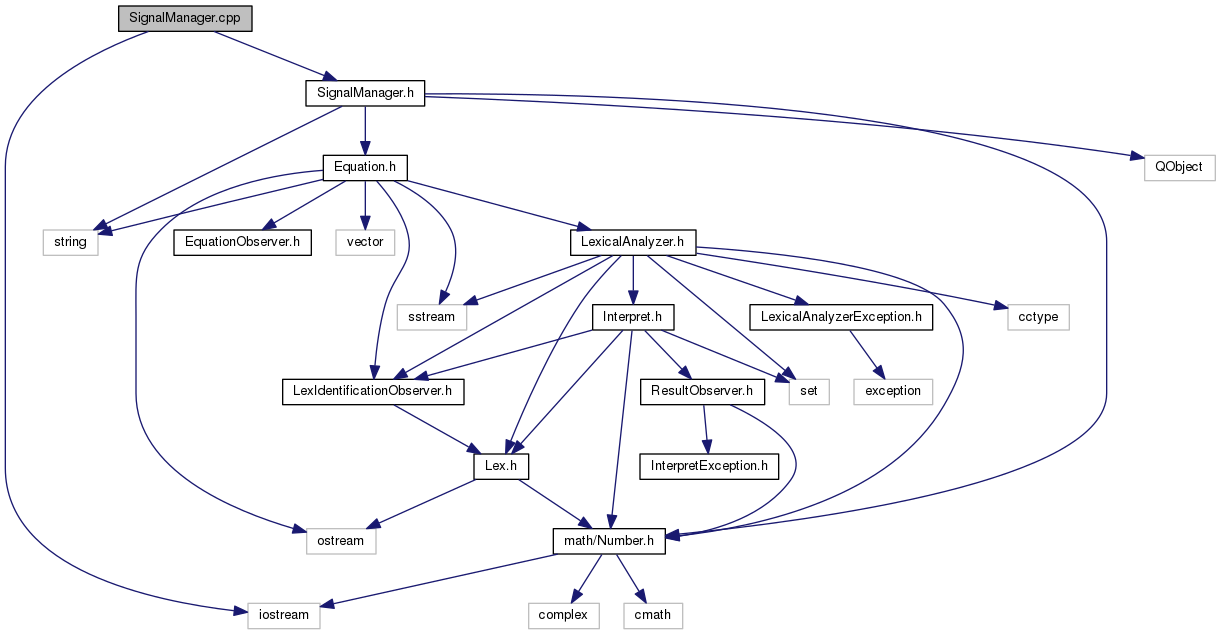 SignalManager.cpp
SignalManager.h
Equation.h
QObject
string
EquationObserver.h
vector
LexicalAnalyzer.h
sstream
Interpret.h
LexicalAnalyzerException.h
cctype
LexIdentificationObserver.h
ResultObserver.h
set
exception
Lex.h
InterpretException.h
ostream
math/Number.h
iostream
complex
cmath